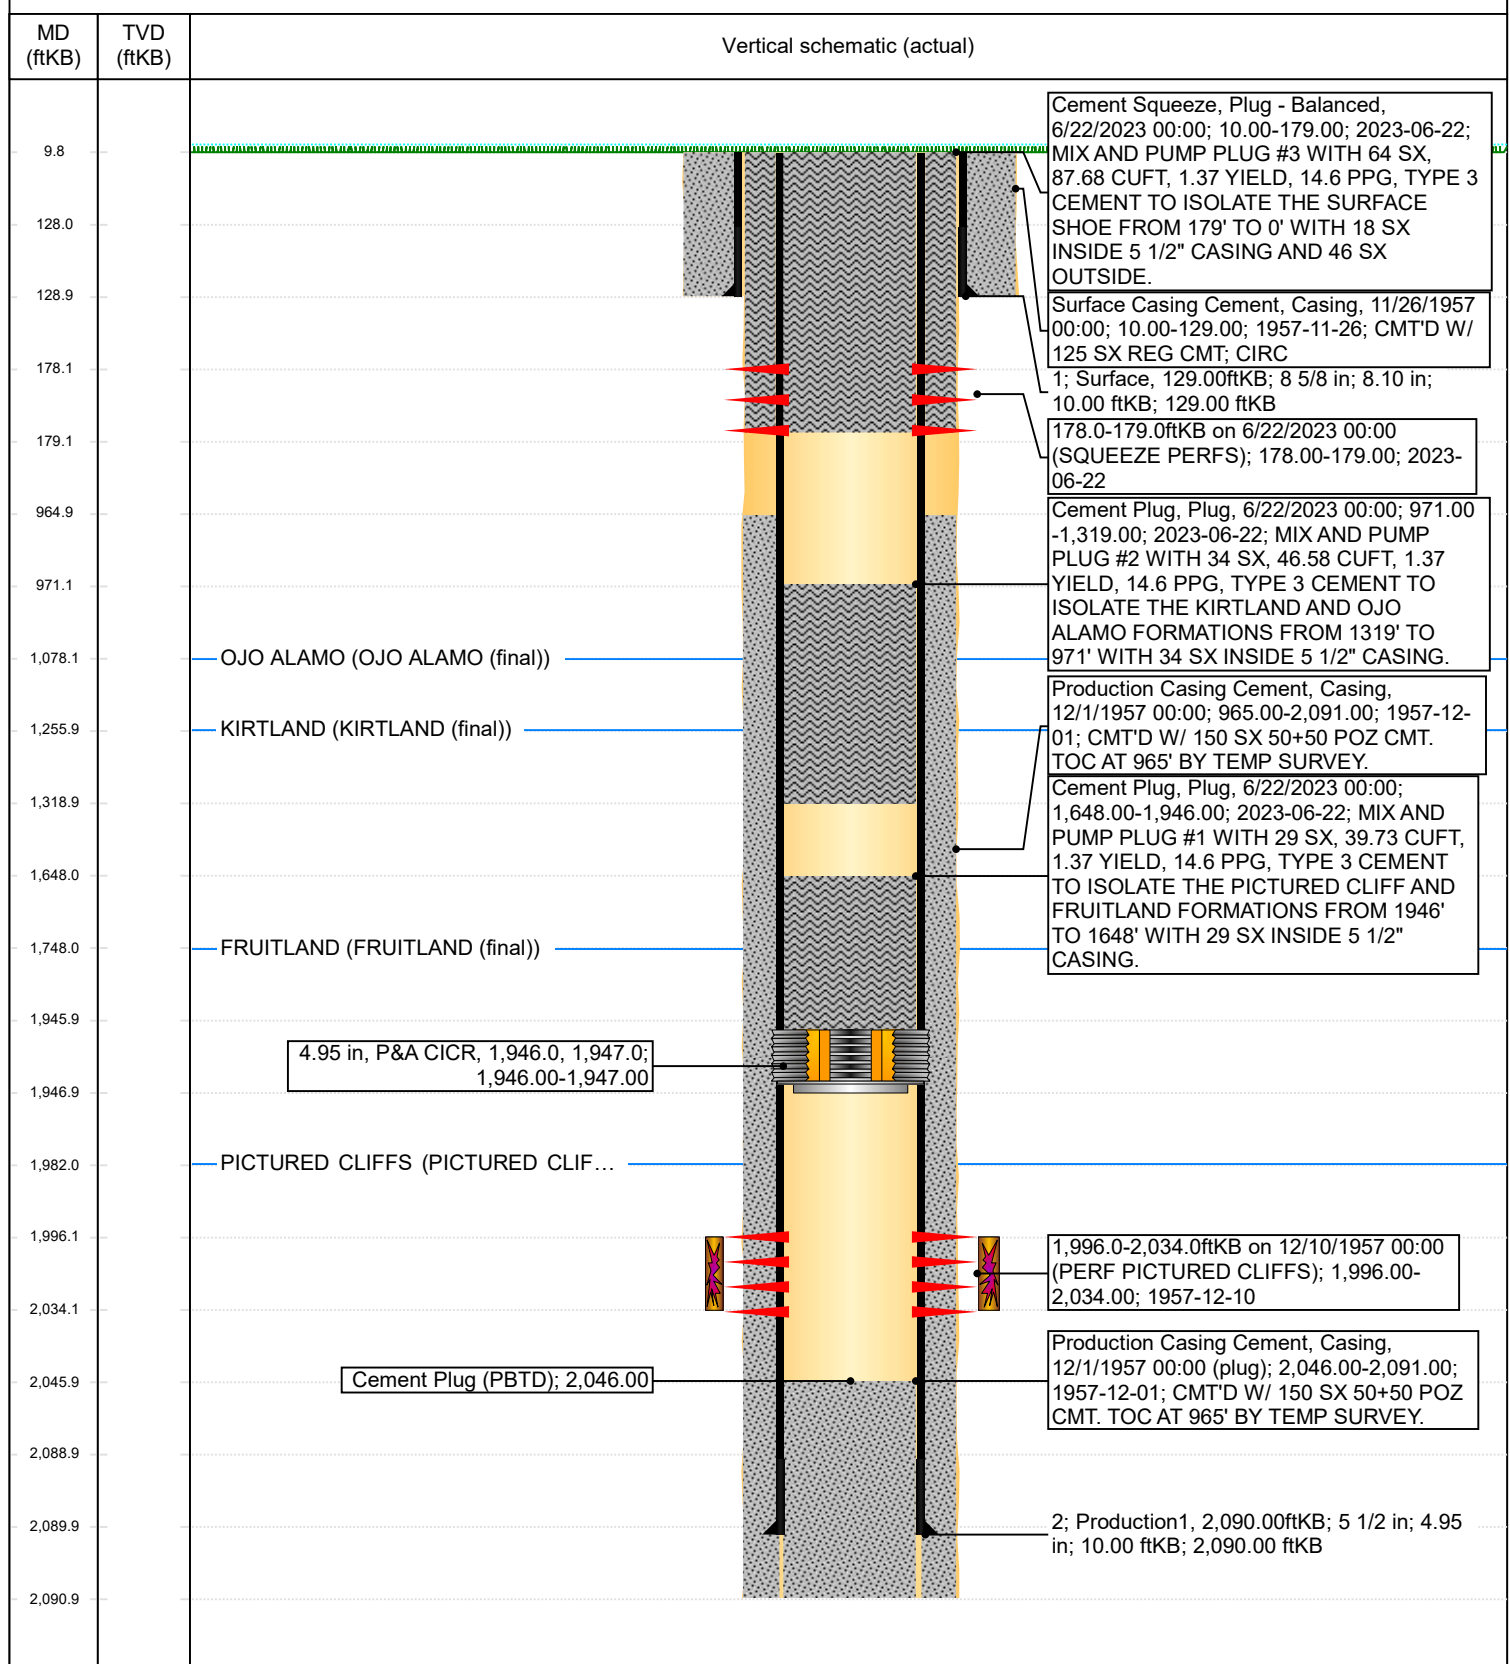 MD
(ftKB)
TVD
(ftKB)
Vertical schematic (actual)
9.8
128.0
128.9
178.1
179.1
964.9
971.1
1,078.1
1,255.9
1,318.9
1,648.0
1,748.0
1,945.9
1,946.9
1,982.0
1,996.1
2,034.1
2,045.9
2,088.9
2,089.9
2,090.9
OJO ALAMO (OJO ALAMO (final))
KIRTLAND (KIRTLAND (final))
FRUITLAND (FRUITLAND (final))
4.95 in, P&A CICR, 1,946.0, 1,947.0;
1,946.00-1,947.00
PICTURED CLIFFS (PICTURED CLIF…
Cement Plug (PBTD); 2,046.00
Cement Squeeze, Plug - Balanced,
6/22/2023 00:00; 10.00-179.00; 2023-06-22;
MIX AND PUMP PLUG #3 WITH 64 SX,
87.68 CUFT, 1.37 YIELD, 14.6 PPG, TYPE 3
CEMENT TO ISOLATE THE SURFACE
SHOE FROM 179' TO 0' WITH 18 SX
INSIDE 5 1/2" CASING AND 46 SX
OUTSIDE.
Surface Casing Cement, Casing, 11/26/1957
00:00; 10.00-129.00; 1957-11-26; CMT'D W/
125 SX REG CMT; CIRC
1; Surface, 129.00ftKB; 8 5/8 in; 8.10 in;
10.00 ftKB; 129.00 ftKB
178.0-179.0ftKB on 6/22/2023 00:00
(SQUEEZE PERFS); 178.00-179.00; 2023-
06-22
Cement Plug, Plug, 6/22/2023 00:00; 971.00
-1,319.00; 2023-06-22; MIX AND PUMP
PLUG #2 WITH 34 SX, 46.58 CUFT, 1.37
YIELD, 14.6 PPG, TYPE 3 CEMENT TO
ISOLATE THE KIRTLAND AND OJO
ALAMO FORMATIONS FROM 1319' TO
971' WITH 34 SX INSIDE 5 1/2" CASING.
Production Casing Cement, Casing,
12/1/1957 00:00; 965.00-2,091.00; 1957-12-
01; CMT'D W/ 150 SX 50+50 POZ CMT.
TOC AT 965' BY TEMP SURVEY.
Cement Plug, Plug, 6/22/2023 00:00;
1,648.00-1,946.00; 2023-06-22; MIX AND
PUMP PLUG #1 WITH 29 SX, 39.73 CUFT,
1.37 YIELD, 14.6 PPG, TYPE 3 CEMENT
TO ISOLATE THE PICTURED CLIFF AND
FRUITLAND FORMATIONS FROM 1946'
TO 1648' WITH 29 SX INSIDE 5 1/2"
CASING.
1,996.0-2,034.0ftKB on 12/10/1957 00:00
(PERF PICTURED CLIFFS); 1,996.00-
2,034.00; 1957-12-10
Production Casing Cement, Casing,
12/1/1957 00:00 (plug); 2,046.00-2,091.00;
1957-12-01; CMT'D W/ 150 SX 50+50 POZ
CMT. TOC AT 965' BY TEMP SURVEY.
2; Production1, 2,090.00ftKB; 5 1/2 in; 4.95
in; 10.00 ftKB; 2,090.00 ftKB